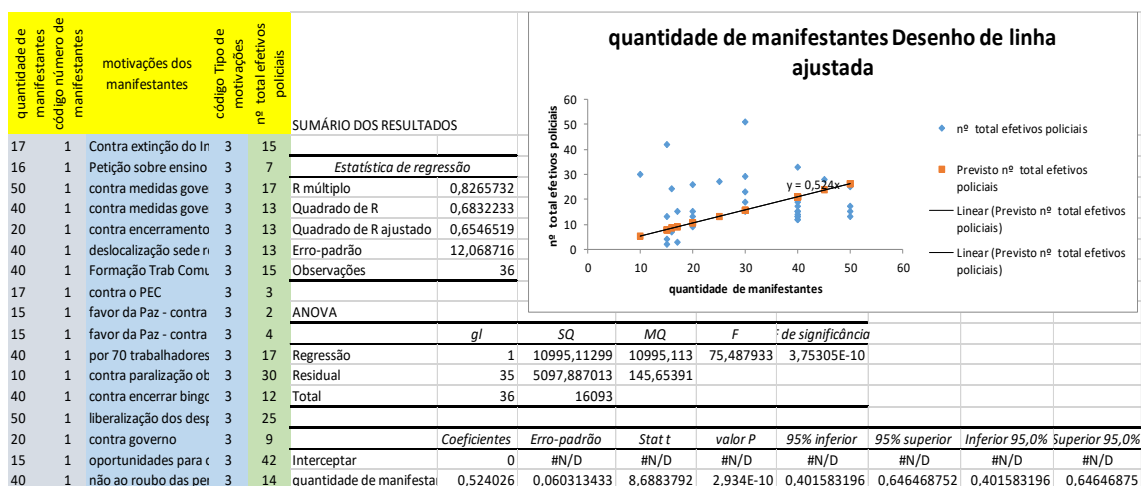 quantidade de manifestantes
código número de manifestantes
motivações dos manifestantes
código Tipo de motivações
nº total efetivos policiais
17 1 Contra extinção do In 3 15
16 1 Petição sobre ensino 3 7
50 1 contra medidas gove 3 17
40 1 contra medidas gove 3 13
20 1 contra encerramento 3 13
40 1 deslocalização sede r 3 13
40 1 Formação Trab Comu 3 15
17 1 contra o PEC 3 3
15 1 favor da Paz - contra 3 2
15 1 favor da Paz - contra 3 4
40 1 por 70 trabalhadores 3 17
10 1 contra paralização ob 3 30
40 1 contra encerrar bingo 3 12
50 1 liberalização dos desp 3 25
20 1 contra governo 3 9
15 1 oportunidades para c 3 42
40 1 não ao roubo das pen 3 14
SUMÁRIO DOS RESULTADOS
Estatística de regressão
R múltiplo 0,8265732
Quadrado de R 0,6832233
Quadrado de R ajustado 0,6546519
Erro-padrão 12,068716
Observações 36
ANOVA
gl SQ MQ F F de significância
Regressão 1 10995,11299 10995,113 75,487933 3,75305E-10
Residual 35 5097,887013 145,65391
Total 36 16093
Coeficientes Erro-padrão Stat t valor P 95% inferior 95% superior Inferior 95,0% Superior 95,0%
Interceptar 0 #N/D #N/D #N/D #N/D #N/D #N/D #N/D
quantidade de manifesta 0,524026 0,060313433 8,6883792 2,934E-10 0,401583196 0,646468752 0,401583196 0,64646875
quantidade de manifestantes Desenho de linha
ajustada
nº total efetivos policiais
60
50
40
30
20
10
0
0 10 20 30 40 50 60
quantidade de manifestantes
y = 0,524x
nº total efetivos policiais
Previsto nº total efetivos
policiais
Linear (Previsto nº total efetivos
policiais)
Linear (Previsto nº total efetivos
policiais)